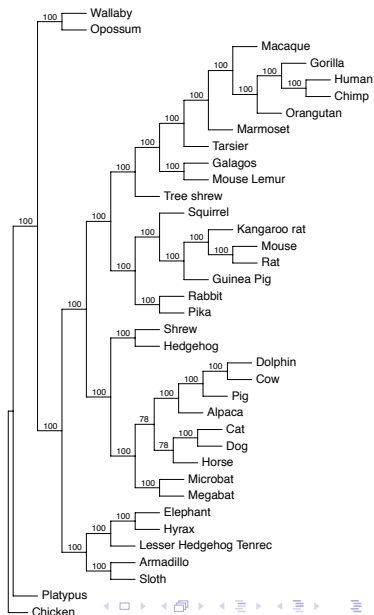 100
Wallaby
Opossum
Macaque
100
Gorilla
100
100
Human
100
Chimp
100
Orangutan
100
Marmoset
100
Tarsier
100
Galagos
100
Mouse Lemur
100
Tree shrew
Squirrel
100
100
Kangaroo rat
100
100
Mouse
100
Rat
100
Guinea Pig
100
Rabbit
100
Pika
100
100
Shrew
Hedgehog
100
Dolphin
100
Cow
100
Pig
100
Alpaca
78
100
Cat
100
Dog
78
Horse
100
100
Microbat
Megabat
100
100
Elephant
100
Hyrax
Lesser Hedgehog Tenrec
100
100
Armadillo
Sloth
Platypus
Chicken